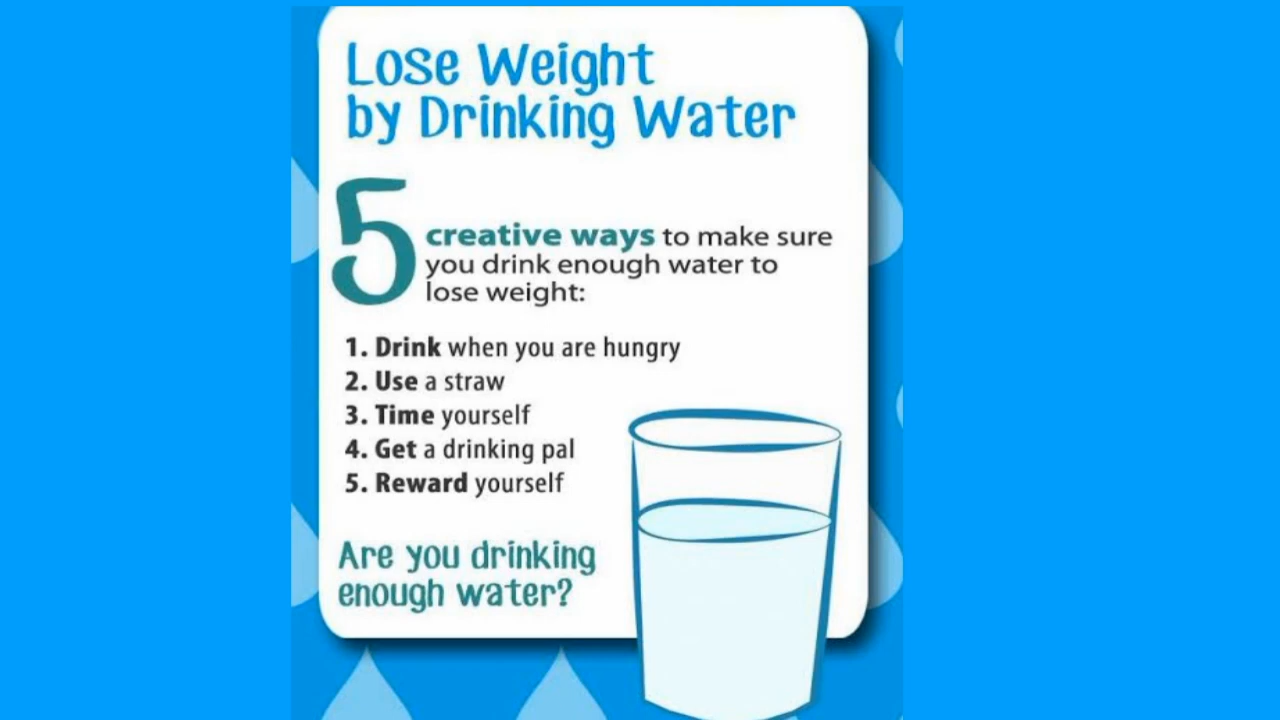 Lose Weight
by Drinking Water
5
creative ways to make sure
you drink enough water to
lose weight:
1. Drink when you are hungry
2. Use a straw
3. Time yourself
4. Get a drinking pal
5. Reward yourself
Are you drinking
enough water?